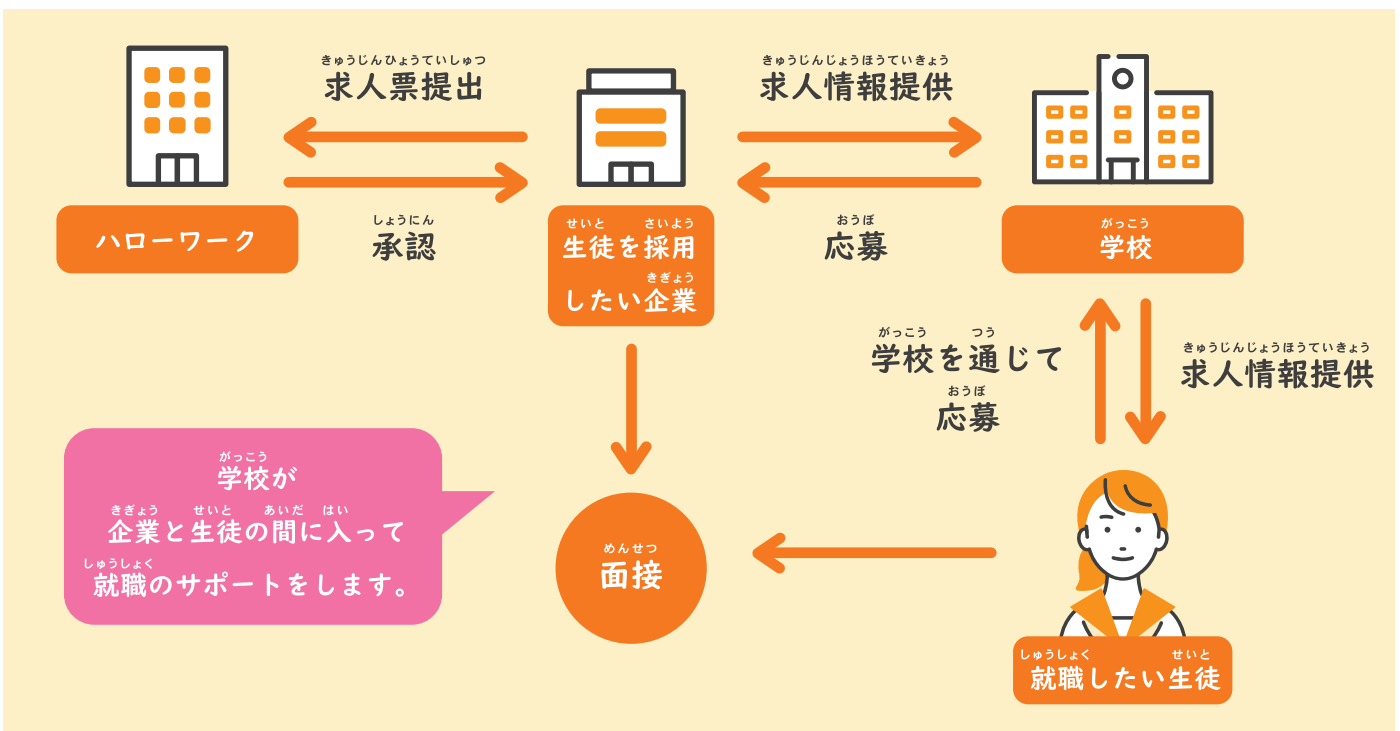 きゅうじんひょうていしゅつ
求人票提出
きゅうじんじょうほうていきょう
求人情報提供
ハローワーク
しょうにん
承認
せいと さいよう
生徒を採用
きぎょう
したい企業
おうぼ
応募
がっこう
学校
がっこう つう
学校を通じて
おうぼ
応募
きゅうじんじょうほうていきょう
求人情報提供
がっこう
学校が
きぎょう せいと あいだ はい
企業と生徒の間に入って
しゅうしょく
就職のサポートをします。
めんせつ
面接
しゅうしょく せいと
就職したい生徒